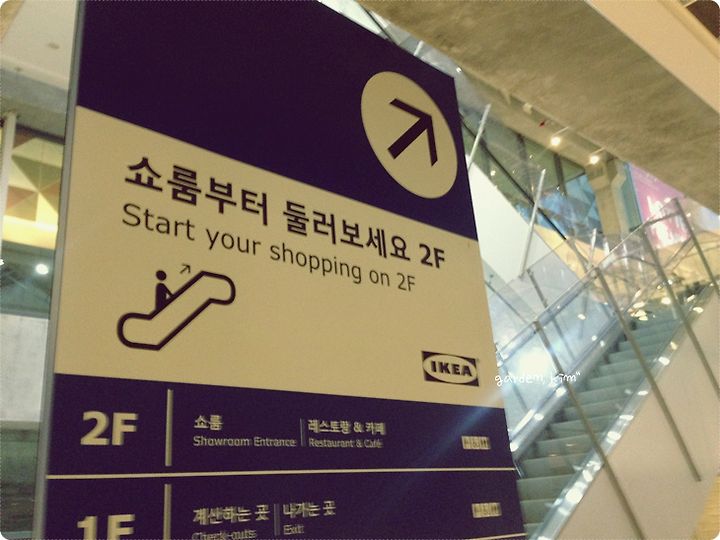 쇼룸부터 둘러보세요 2F
Start your shopping on 2F
IKEA
garden, kim"
2F
쇼룸
Showroom Entrance
레스토랑 & 카페
Restaurant & Café
1F
계산하는 곳
Check-outs
나가는 곳
Exit